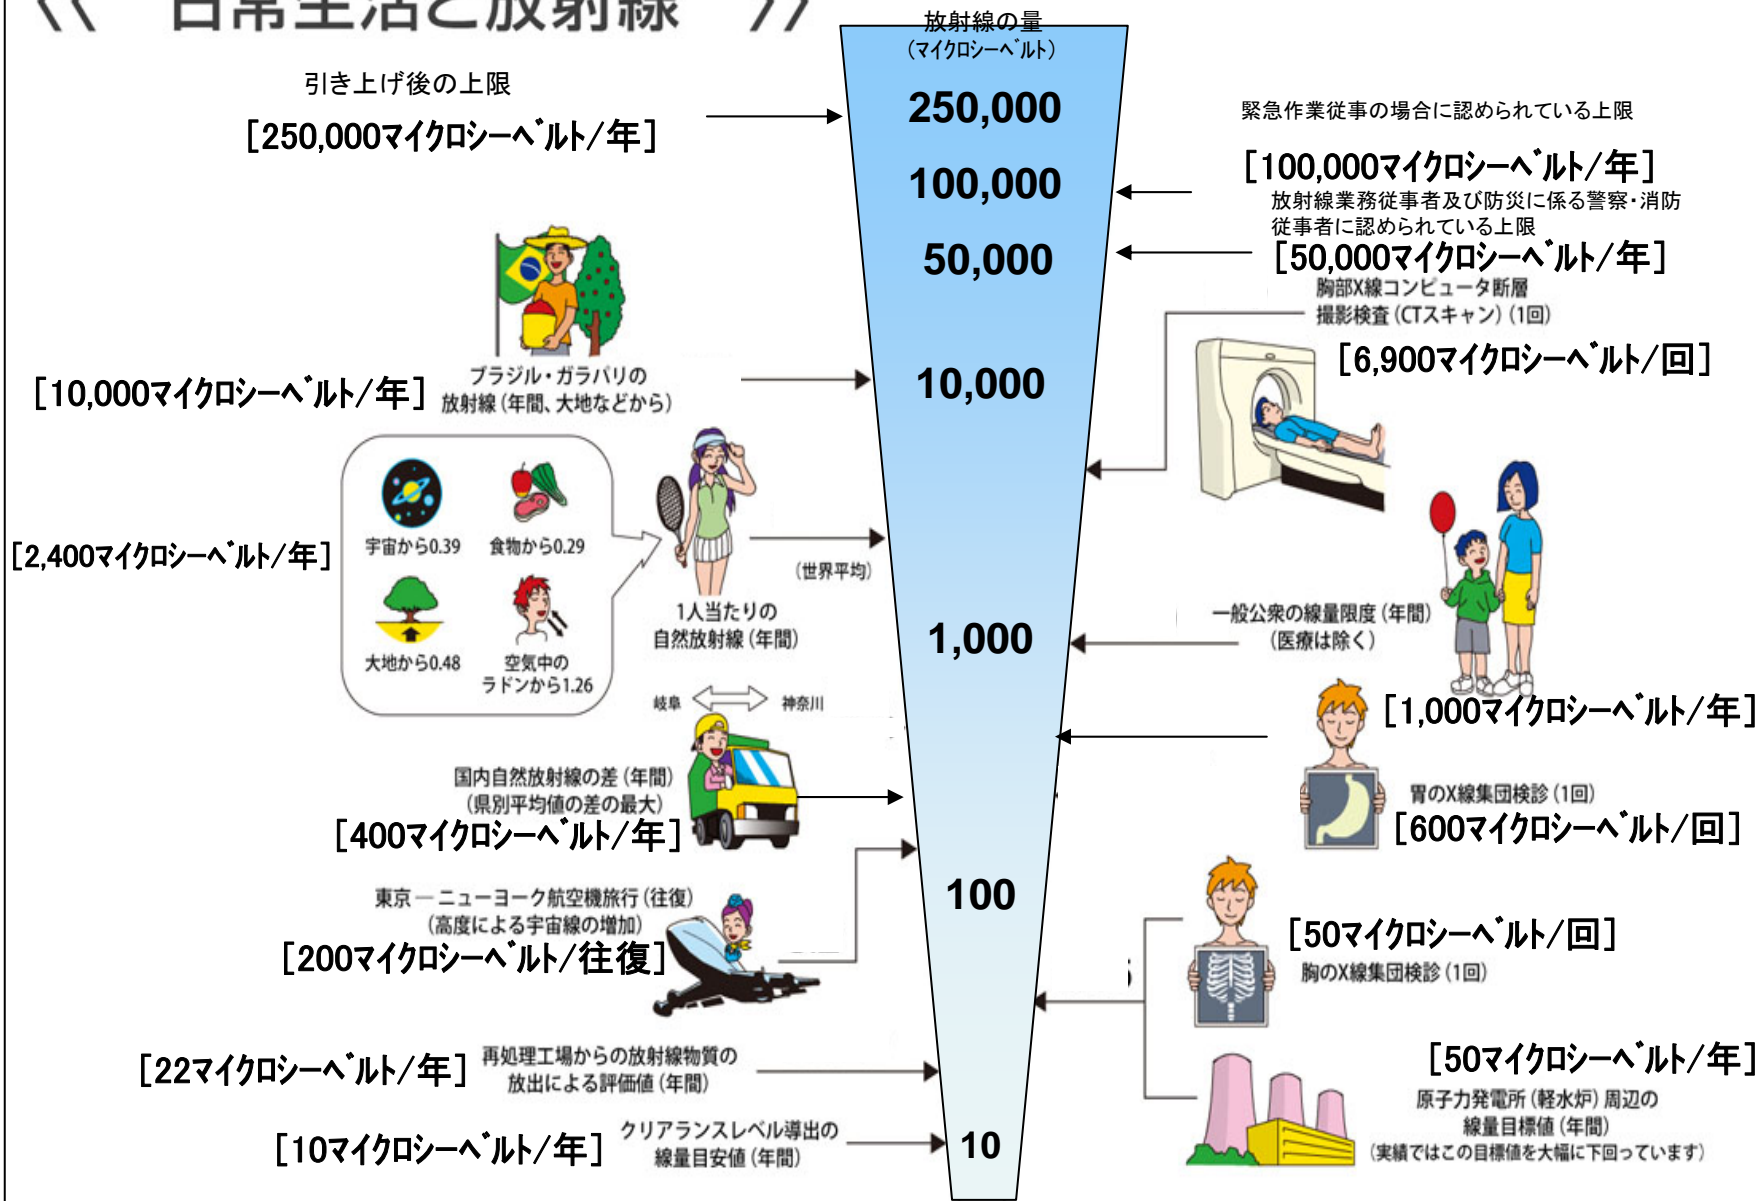 《 日常生活と放射線 》
放射線の量
(マイクロシーベルト)
引き上げ後の上限
[250,000マイクロシーベルト/年]
250,000
緊急作業従事の場合に認められている上限
[100,000マイクロシーベルト/年]
100,000
放射線業務従事者及び防災に係る警察・消防
従事者に認められている上限
[50,000マイクロシーベルト/年]
50,000
胸部X線コンピュータ断層
撮影検査(CTスキャン)(1回)
[6,900マイクロシーベルト/回]
[10,000マイクロシーベルト/年]
ブラジル・ガラパリの
放射線(年間、大地などから)
10,000
[2,400マイクロシーベルト/年]
宇宙から0.39
食物から0.29
大地から0.48
空気中の
ラドンから1.26
(世界平均)
1人当たりの
自然放射線(年間)
1,000
一般公衆の線量限度(年間)
(医療は除く)
[1,000マイクロシーベルト/年]
岐阜
神奈川
国内自然放射線の差(年間)
(県別平均値の差の最大)
[400マイクロシーベルト/年]
胃のX線集団検診(1回)
[600マイクロシーベルト/回]
100
東京―ニューヨーク航空機旅行(往復)
(高度による宇宙線の増加)
[200マイクロシーベルト/往復]
[50マイクロシーベルト/回]
胸のX線集団検診(1回)
[22マイクロシーベルト/年]
再処理工場からの放射線物質の
放出による評価値(年間)
[50マイクロシーベルト/年]
原子力発電所(軽水炉)周辺の
線量目標値(年間)
(実績ではこの目標値を大幅に下回っています)
[10マイクロシーベルト/年]
クリアランスレベル導出の
線量目安値(年間)
10